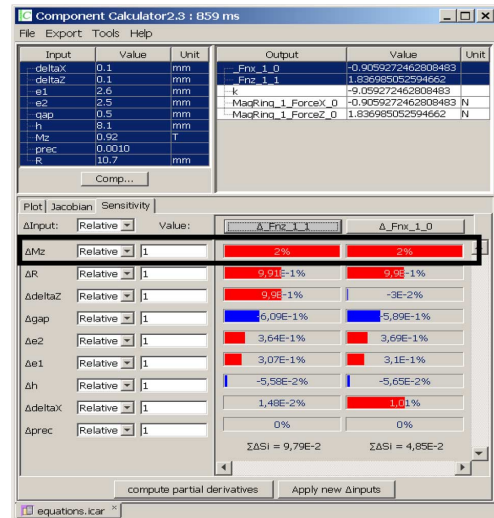 Component Calculator2.3 : 859 ms
File Export Tools Help
Input Value Unit
deltaX 0.1 mm
deltaZ 0.1 mm
e1 2.6 mm
e2 2.5 mm
gap 0.5 mm
h 8.1 mm
Mz 0.92 T
prec 0.0010
R 10.7 mm
Comp...
Output Value Unit
_Fnx_1_0 -0.9059272462808483
_Fnz_1_1 1.836985052594662
k -9.059272462808483
MagRing_1_ForceX_0 -0.9059272462808483 N
MagRing_1_ForceZ_0 1.836985052594662 N
Plot Jacobian Sensitivity
ΔInput: Relative Value: Δ_Fnz_1_1 Δ_Fnx_1_0
ΔMz Relative 1 2% 2%
ΔR Relative 1 9,91E-1% 9,9E-1%
ΔdeltaZ Relative 1 9,9E-1% -3E-2%
Δgap Relative 1 -6,09E-1% -5,89E-1%
Δe2 Relative 1 3,64E-1% 3,69E-1%
Δe1 Relative 1 3,07E-1% 3,1E-1%
Δh Relative 1 -5,58E-2% -5,65E-2%
ΔdeltaX Relative 1 1,48E-2% 1,01%
Δprec Relative 1 0% 0%
ΣΔSi = 9,79E-2 ΣΔSi = 4,85E-2
compute partial derivatives Apply new Δinputs
equations.icar